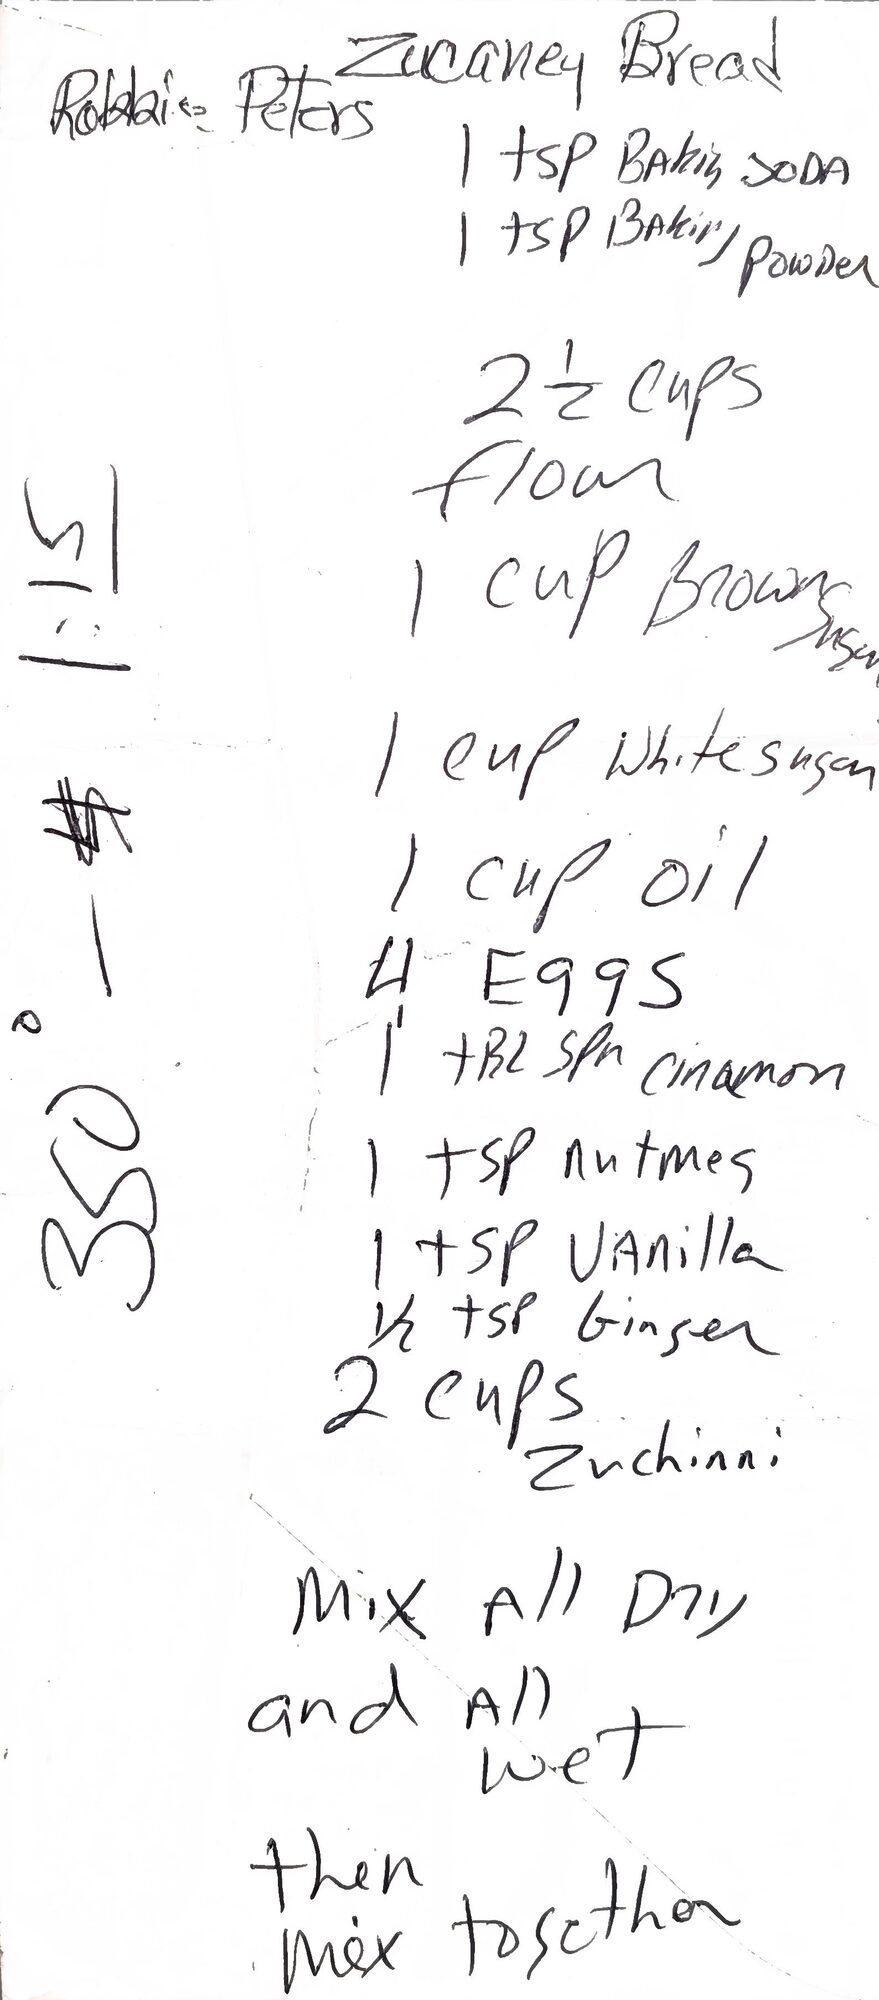 Zucaney Bread
Robbie Peters
1 tsp BAking SODA
1 tsp BAking
Powder
2 1/2 cups
flour
1 cup Brown
Sugar
1 cup white sugar
1 cup oil
4 Eggs
1 tBL SPn cinamon
1 tsp nutmeg
1 tsp VAnilla
1/2 tsp Ginger
2 cups
Zuchinni
Mix All Dry
and All
wet
then
mix together
350° — 1:15